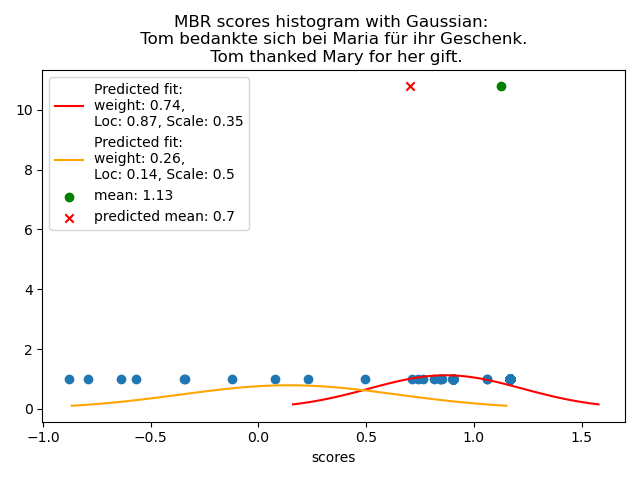 MBR scores histogram with Gaussian:
Tom bedankte sich bei Maria für ihr Geschenk.
Tom thanked Mary for her gift.
Predicted fit:
weight: 0.74,
Loc: 0.87, Scale: 0.35
Predicted fit:
weight: 0.26,
Loc: 0.14, Scale: 0.5
mean: 1.13
predicted mean: 0.7
10
8
6
4
2
0
-1.0
-0.5
0.0
0.5
1.0
1.5
scores